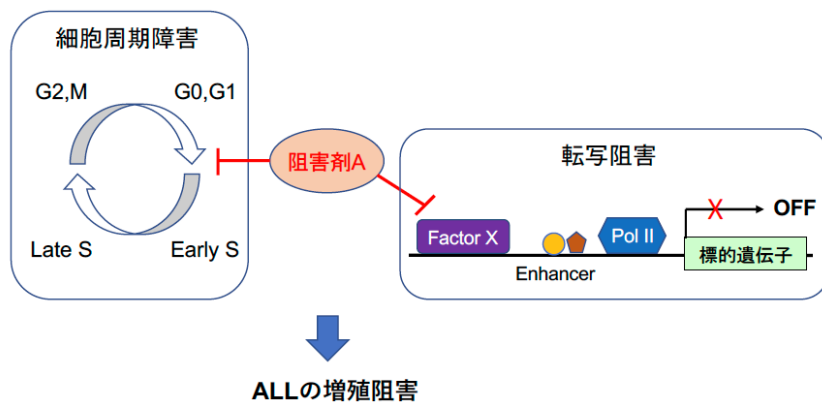 細胞周期障害
G2,M
G0,G1
Late S
Early S
阻害剤A
転写阻害
Factor X
Pol II
X
OFF
Enhancer
標的遺伝子
ALLの増殖阻害